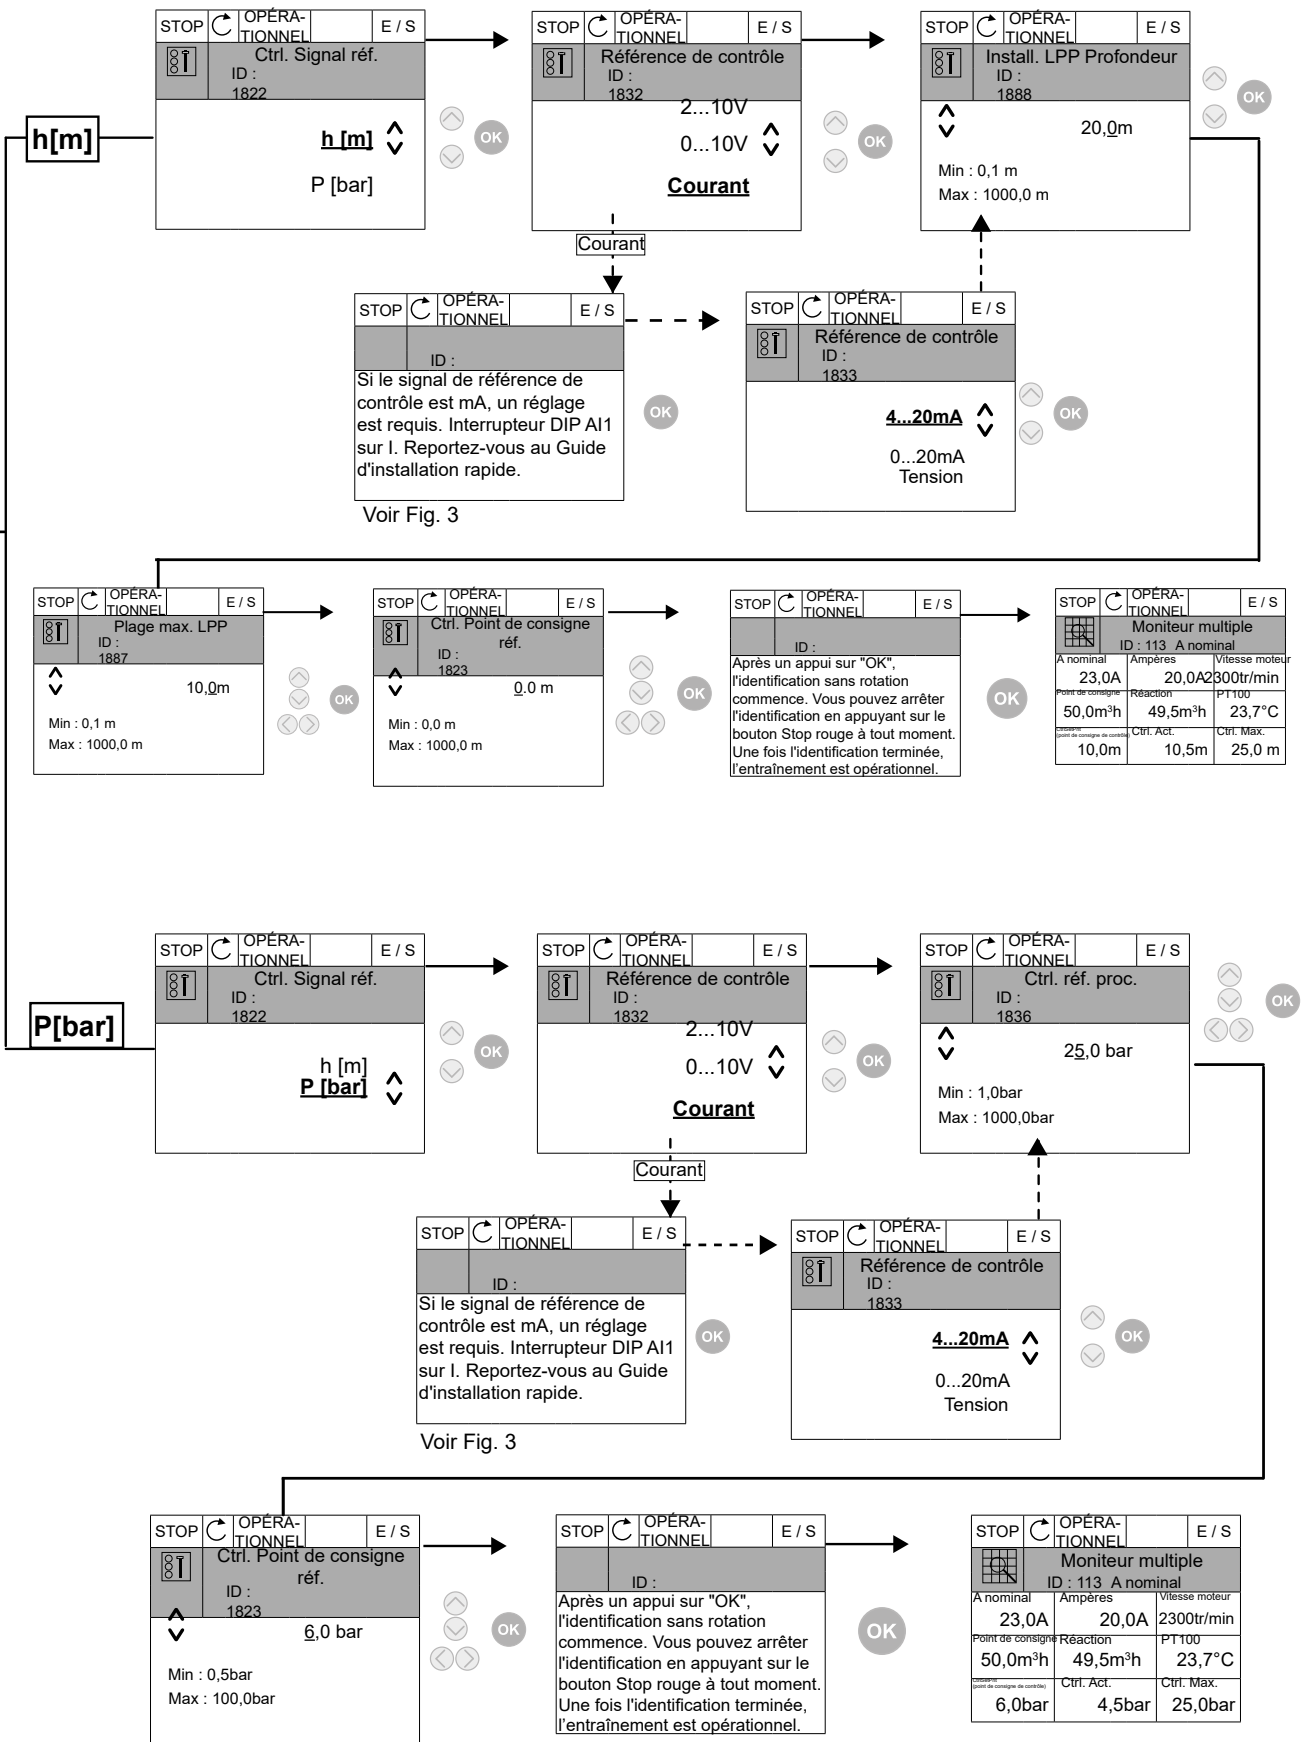 h[m]
STOP OPÉRA-TIONNEL E / S
Ctrl. Signal réf.
ID :
1822
h [m]
P [bar]
OK
STOP OPÉRA-TIONNEL E / S
Référence de contrôle
ID :
1832
2...10V
0...10V
Courant
OK
STOP OPÉRA-TIONNEL E / S
Install. LPP Profondeur
ID :
1888
20,0m
Min : 0,1 m
Max : 1000,0 m
OK
Courant
STOP OPÉRA-TIONNEL E / S
ID :
Si le signal de référence de
contrôle est mA, un réglage
est requis. Interrupteur DIP AI1
sur I. Reportez-vous au Guide
d'installation rapide.
OK
Voir Fig. 3
STOP OPÉRA-TIONNEL E / S
Référence de contrôle
ID :
1833
4...20mA
0...20mA
Tension
OK
STOP OPÉRA-TIONNEL E / S
Plage max. LPP
ID :
1887
10,0m
Min : 0,1 m
Max : 1000,0 m
OK
STOP OPÉRA-TIONNEL E / S
Ctrl. Point de consigne
réf.
ID :
1823
0.0 m
Min : 0,0 m
Max : 1000,0 m
OK
STOP OPÉRA-TIONNEL E / S
ID :
Après un appui sur "OK",
l'identification sans rotation
commence. Vous pouvez arrêter
l'identification en appuyant sur le
bouton Stop rouge à tout moment.
Une fois l'identification terminée,
l'entraînement est opérationnel.
OK
STOP OPÉRA-TIONNEL E / S
Moniteur multiple
ID : 113 A nominal
A nominal Ampères Vitesse moteur
23,0A 20,0A 2300tr/min
Point de consigne Réaction PT100
50,0m³h 49,5m³h 23,7°C
(point de consigne de contrôle) Ctrl. Act. Ctrl. Max.
10,0m 10,5m 25,0 m
P[bar]
STOP OPÉRA-TIONNEL E / S
Ctrl. Signal réf.
ID :
1822
h [m]
P [bar]
OK
STOP OPÉRA-TIONNEL E / S
Référence de contrôle
ID :
1832
2...10V
0...10V
Courant
OK
STOP OPÉRA-TIONNEL E / S
Ctrl. réf. proc.
ID :
1836
25,0 bar
Min : 1,0bar
Max : 1000,0bar
OK
Courant
STOP OPÉRA-TIONNEL E / S
ID :
Si le signal de référence de
contrôle est mA, un réglage
est requis. Interrupteur DIP AI1
sur I. Reportez-vous au Guide
d'installation rapide.
OK
Voir Fig. 3
STOP OPÉRA-TIONNEL E / S
Référence de contrôle
ID :
1833
4...20mA
0...20mA
Tension
OK
STOP OPÉRA-TIONNEL E / S
Ctrl. Point de consigne
réf.
ID :
1823
6,0 bar
Min : 0,5bar
Max : 100,0bar
OK
STOP OPÉRA-TIONNEL E / S
ID :
Après un appui sur "OK",
l'identification sans rotation
commence. Vous pouvez arrêter
l'identification en appuyant sur le
bouton Stop rouge à tout moment.
Une fois l'identification terminée,
l'entraînement est opérationnel.
OK
STOP OPÉRA-TIONNEL E / S
Moniteur multiple
ID : 113 A nominal
A nominal Ampères Vitesse moteur
23,0A 20,0A 2300tr/min
Point de consigne Réaction PT100
50,0m³h 49,5m³h 23,7°C
(point de consigne de contrôle) Ctrl. Act. Ctrl. Max.
6,0bar 4,5bar 25,0bar